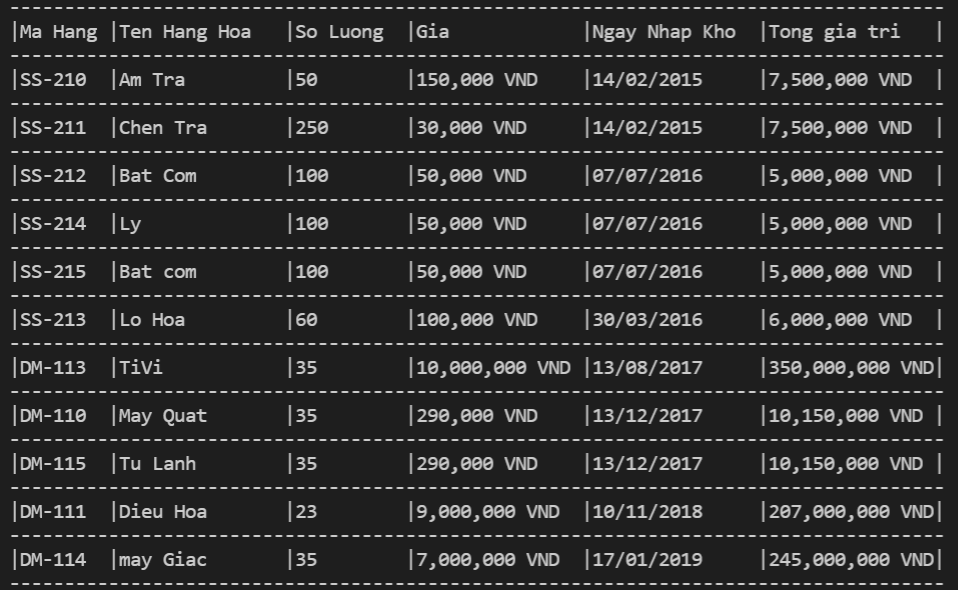 |Ma Hang |Ten Hang Hoa   |So Luong  |Gia            |Ngay Nhap Kho  |Tong gia tri   |
|SS-210  |Am Tra         |50        |150,000 VND    |14/02/2015     |7,500,000 VND  |
|SS-211  |Chen Tra       |250       |30,000 VND     |14/02/2015     |7,500,000 VND  |
|SS-212  |Bat Com        |100       |50,000 VND     |07/07/2016     |5,000,000 VND  |
|SS-214  |Ly             |100       |50,000 VND     |07/07/2016     |5,000,000 VND  |
|SS-215  |Bat com        |100       |50,000 VND     |07/07/2016     |5,000,000 VND  |
|SS-213  |Lo Hoa         |60        |100,000 VND    |30/03/2016     |6,000,000 VND  |
|DM-113  |TiVi           |35        |10,000,000 VND |13/08/2017     |350,000,000 VND|
|DM-110  |May Quat       |35        |290,000 VND    |13/12/2017     |10,150,000 VND |
|DM-115  |Tu Lanh        |35        |290,000 VND    |13/12/2017     |10,150,000 VND |
|DM-111  |Dieu Hoa       |23        |9,000,000 VND  |10/11/2018     |207,000,000 VND|
|DM-114  |may Giac       |35        |7,000,000 VND  |17/01/2019     |245,000,000 VND|